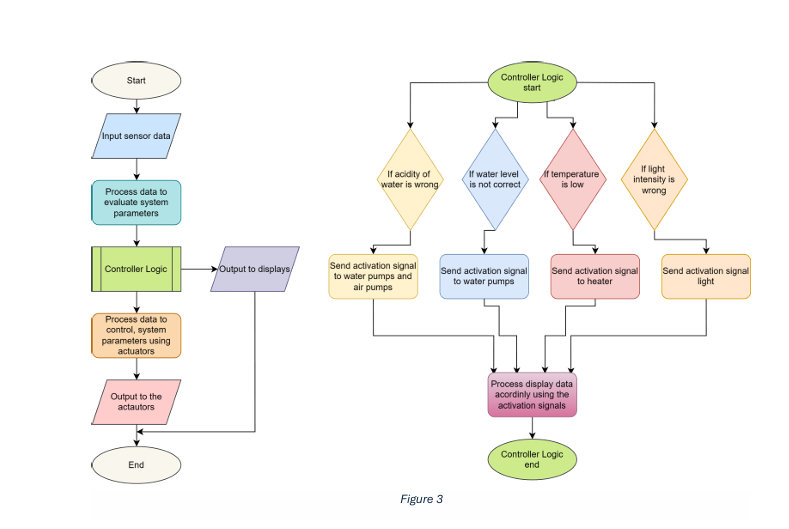 Start
Input sensor data
Process data to
evaluate system
parameters
Controller Logic
Output to displays
Process data to
control, system
parameters using
actuators
Output to the
actautors
End
Controller Logic
start
If acidity of
water is wrong
If water level
is not correct
If temperature
is low
If light
intensity is
wrong
Send activation signal
to water pumps and
air pumps
Send activation signal
to water pumps
Send activation signal
to heater
Send activation signal
light
Process display data
acordinly using the
activation signals
Controller Logic
end
Figure 3